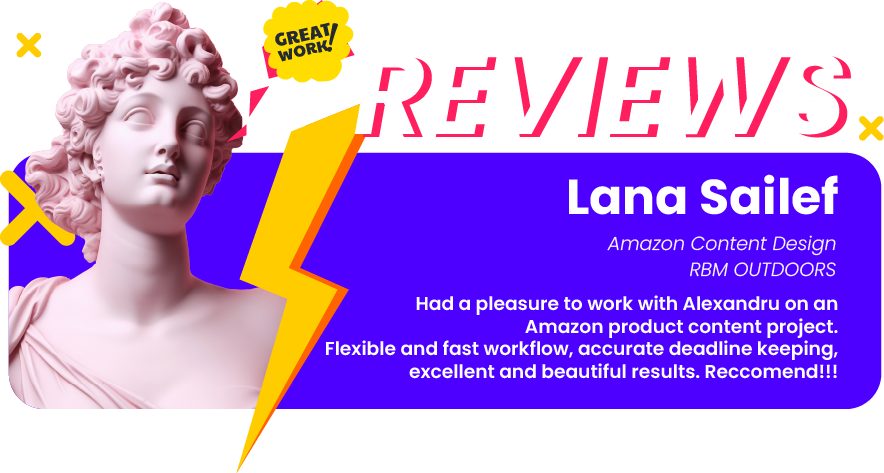 GREAT
WORK!
REVIEWS
Lana Sailef
Amazon Content Design
RBM OUTDOORS
Had a pleasure to work with Alexandru on an
Amazon product content project.
Flexible and fast workflow, accurate deadline keeping,
excellent and beautiful results. Reccomend!!!